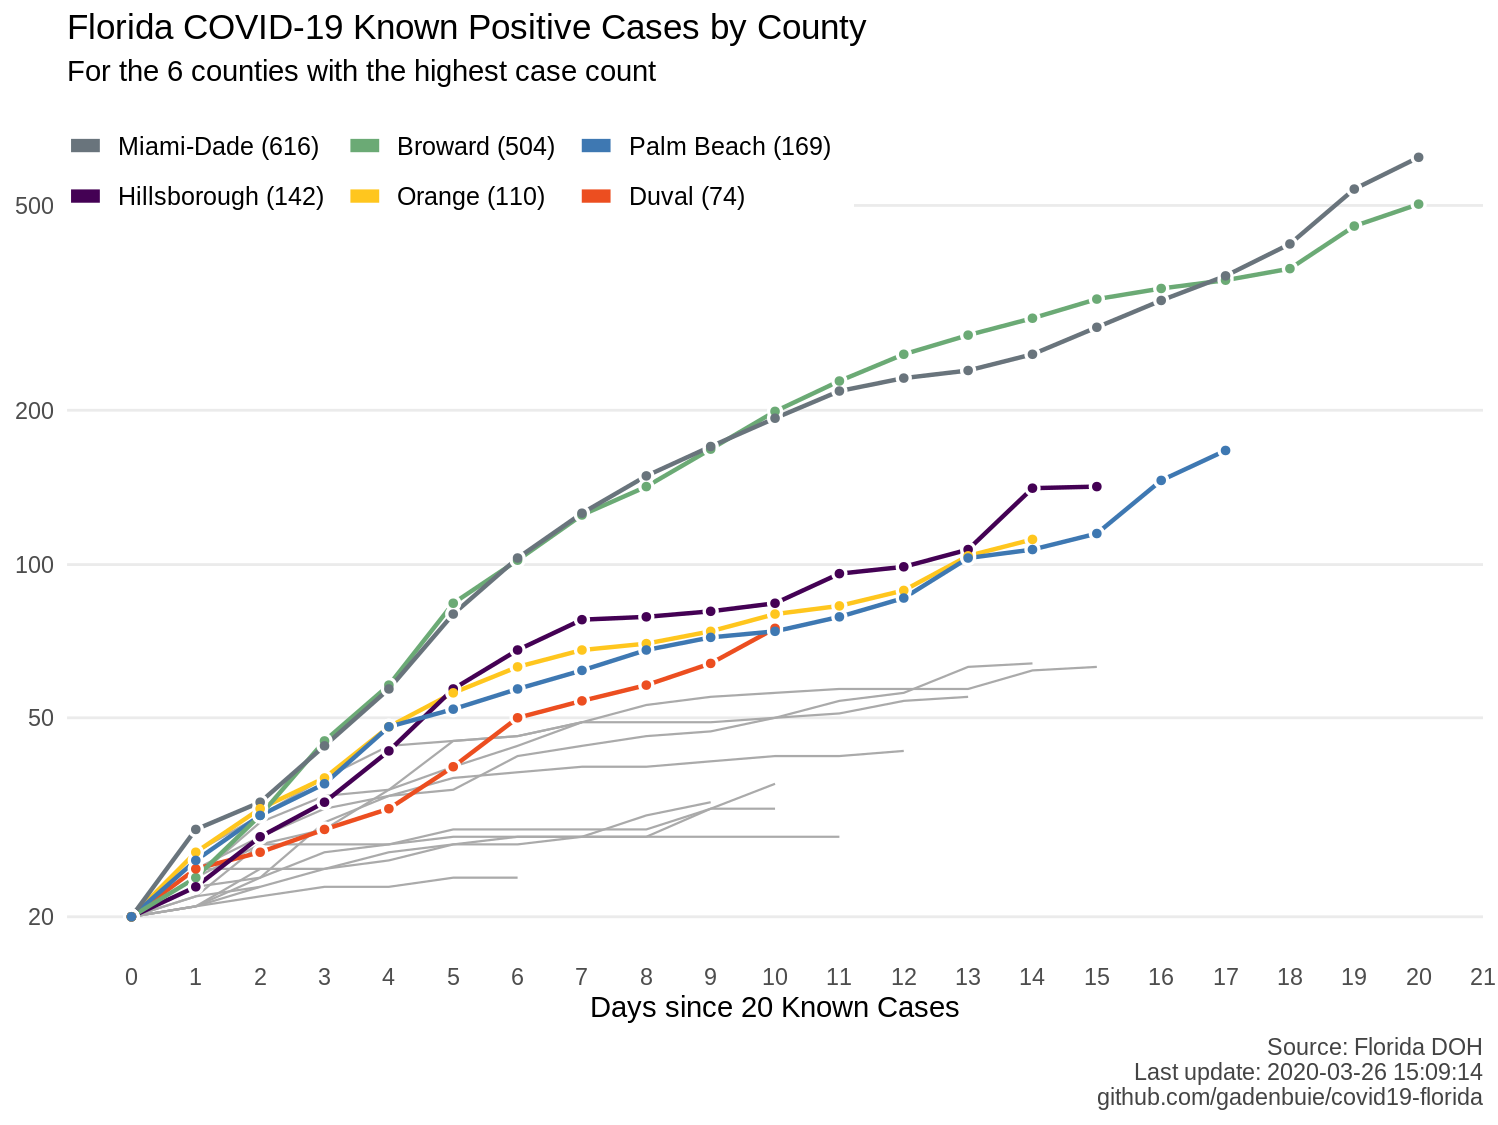 Florida COVID-19 Known Positive Cases by County
For the 6 counties with the highest case count
Miami-Dade (616) Broward (504) Palm Beach (169)
Hillsborough (142) Orange (110) Duval (74)
500
200
100
50
20
0 1 2 3 4 5 6 7 8 9 10 11 12 13 14 15 16 17 18 19 20 21
Days since 20 Known Cases
Source: Florida DOH
Last update: 2020-03-26 15:09:14
github.com/gadenbuie/covid19-florida